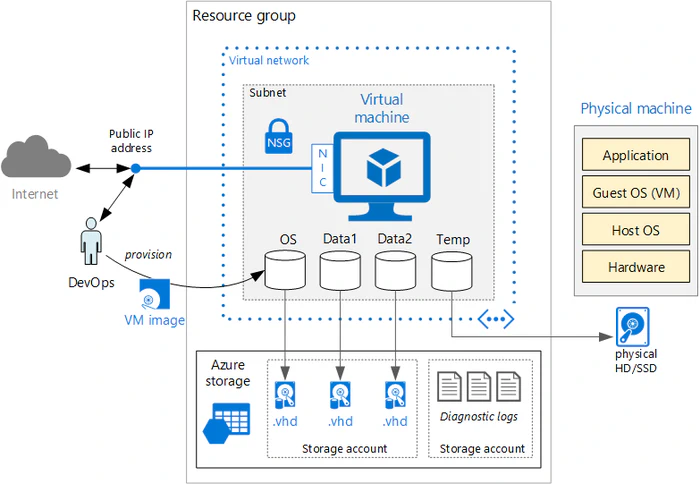 Resource group
Virtual network
Subnet
Virtual
machine
NSG
N
I
C
Public IP
address
Internet
DevOps
provision
VM image
OS
Data1
Data2
Temp
Physical machine
Application
Guest OS (VM)
Host OS
Hardware
physical
HD/SSD
Azure
storage
.vhd
.vhd
.vhd
Storage account
Diagnostic logs
Storage account